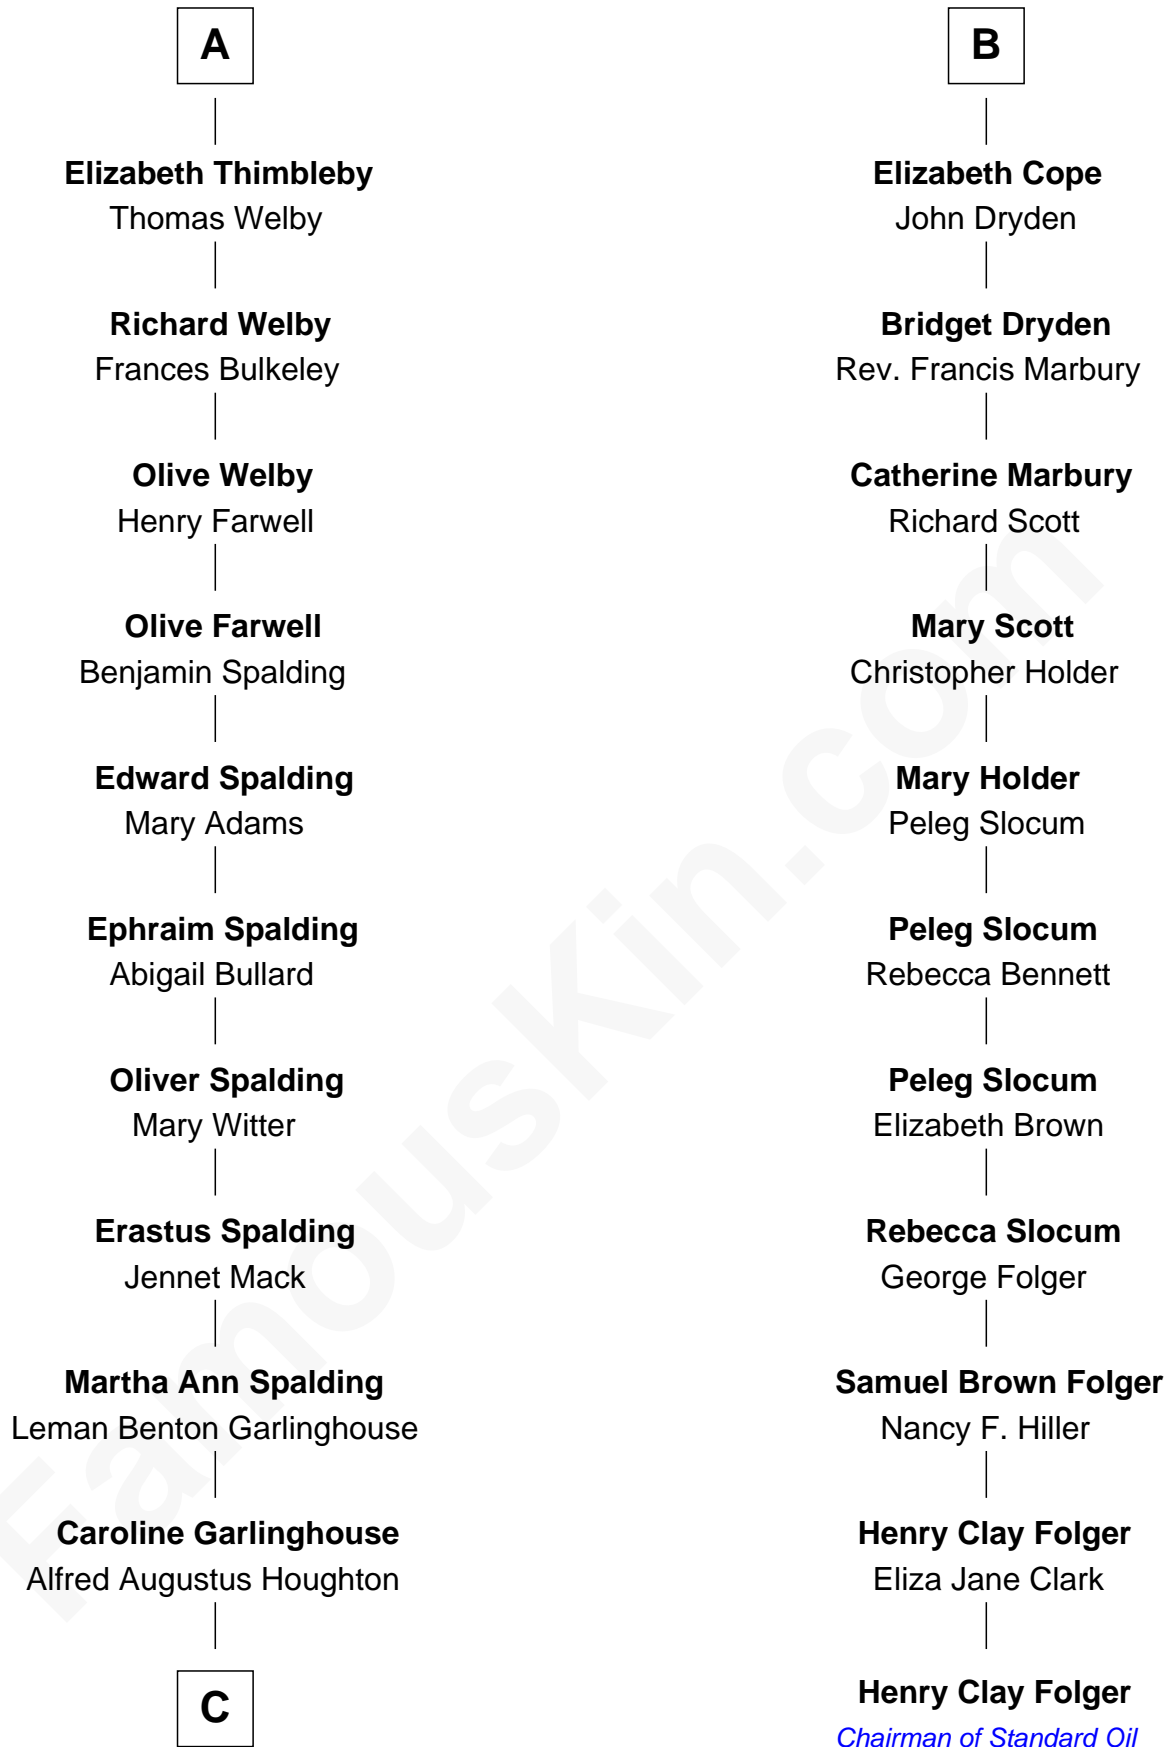 A
Elizabeth Thimbleby
Thomas Welby
Richard Welby
Frances Bulkeley
Olive Welby
Henry Farwell
Olive Farwell
Benjamin Spalding
Edward Spalding
Mary Adams
Ephraim Spalding
Abigail Bullard
Oliver Spalding
Mary Witter
Erastus Spalding
Jennet Mack
Martha Ann Spalding
Leman Benton Garlinghouse
Caroline Garlinghouse
Alfred Augustus Houghton
C
B
Elizabeth Cope
John Dryden
Bridget Dryden
Rev. Francis Marbury
Catherine Marbury
Richard Scott
Mary Scott
Christopher Holder
Mary Holder
Peleg Slocum
Peleg Slocum
Rebecca Bennett
Peleg Slocum
Elizabeth Brown
Rebecca Slocum
George Folger
Samuel Brown Folger
Nancy F. Hiller
Henry Clay Folger
Eliza Jane Clark
Henry Clay Folger
Chairman of Standard Oil
FamousKin.com